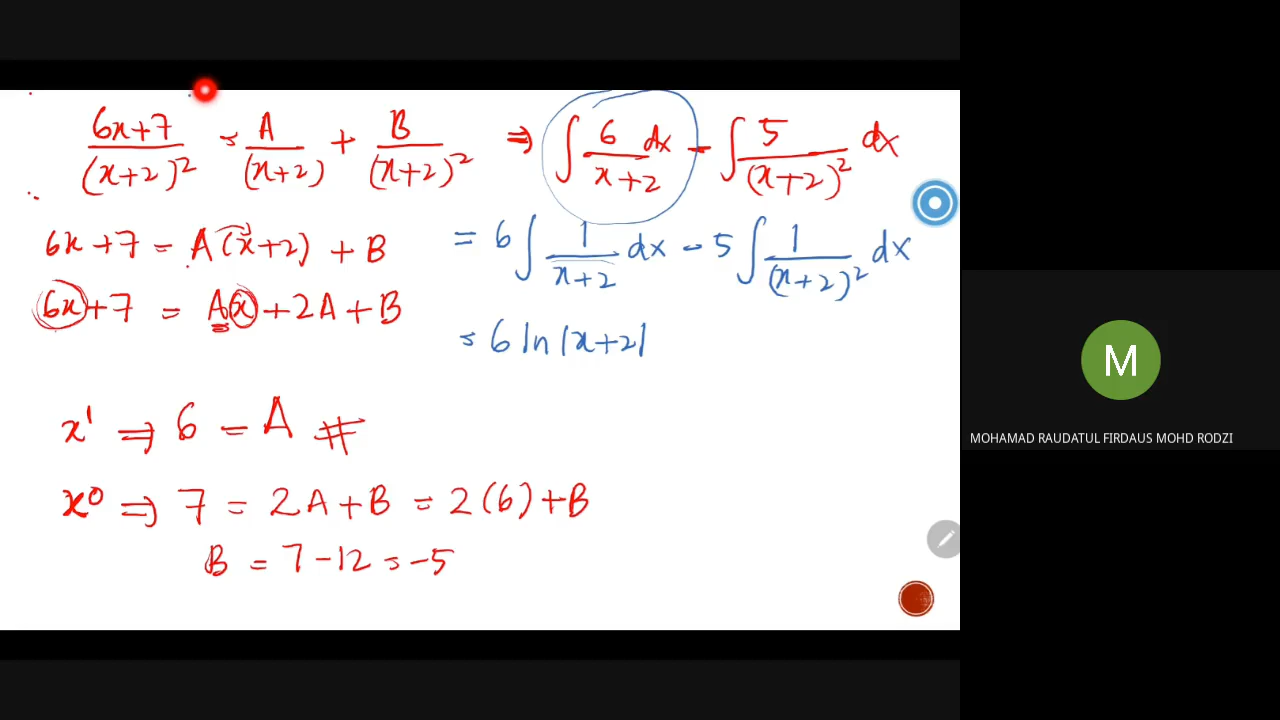 (6x+7)/(x+2)² = A/(x+2) + B/(x+2)² ⇒ ∫ 6/(x+2) dx - ∫ 5/(x+2)² dx
6x+7 = A(x+2) + B
6x+7 = Ax+2A+B
= 6 ∫ 1/(x+2) dx - 5 ∫ 1/(x+2)² dx
= 6 ln |x+2|
x¹ ⇒ 6 = A #
x⁰ ⇒ 7 = 2A+B = 2(6)+B
B = 7-12 = -5
M
MOHAMAD RAUDATUL FIRDAUS MOHD RODZI